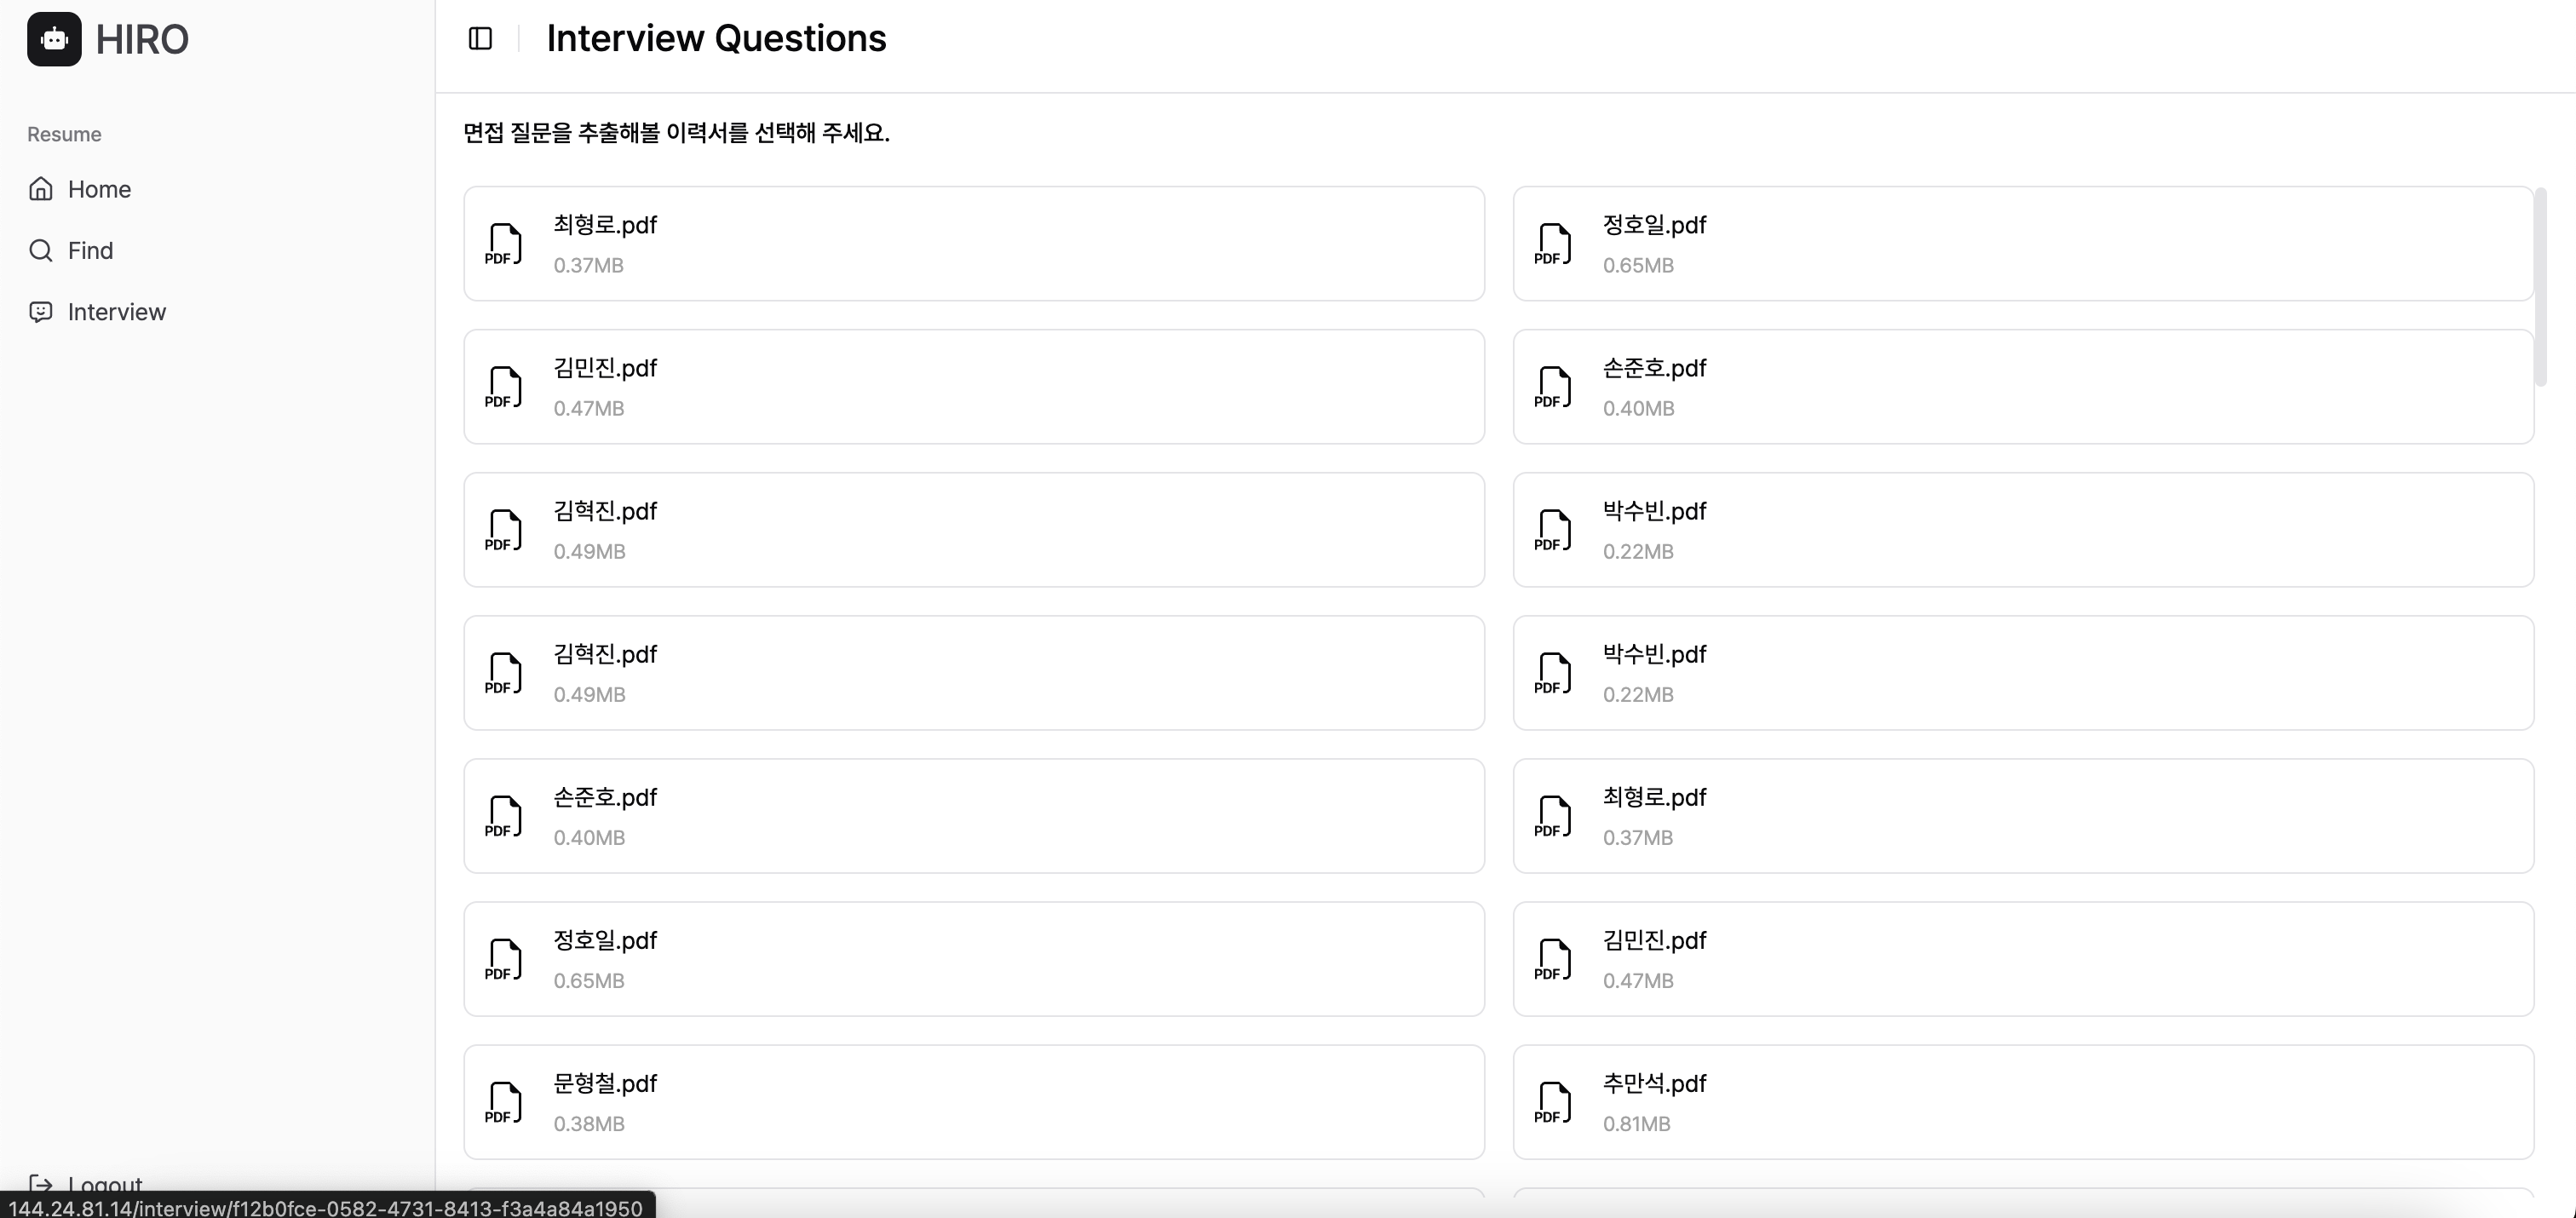 HIRO
Resume
Home
Find
Interview
Logout
144.24.81.14/interview/f12b0fce-0582-4731-8413-f3a4a84a1950
Interview Questions
면접 질문을 추출해볼 이력서를 선택해 주세요.
PDF 최형로.pdf
0.37MB
PDF 정호일.pdf
0.65MB
PDF 김민진.pdf
0.47MB
PDF 손준호.pdf
0.40MB
PDF 김혁진.pdf
0.49MB
PDF 박수빈.pdf
0.22MB
PDF 김혁진.pdf
0.49MB
PDF 박수빈.pdf
0.22MB
PDF 손준호.pdf
0.40MB
PDF 최형로.pdf
0.37MB
PDF 정호일.pdf
0.65MB
PDF 김민진.pdf
0.47MB
PDF 문형철.pdf
0.38MB
PDF 추만석.pdf
0.81MB